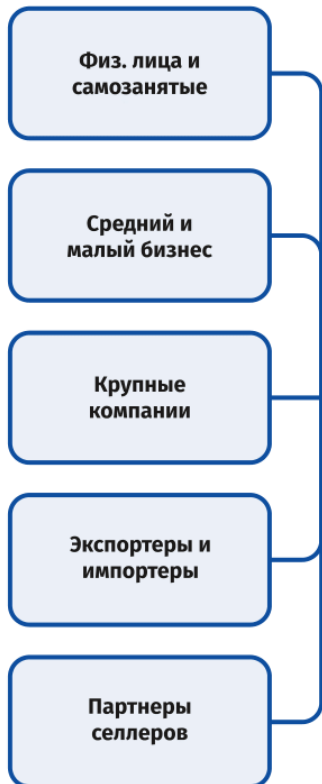 Физ. лица и
самозанятые
Средний и
малый бизнес
Крупные
компании
Экспортеры и
импортеры
Партнеры
селлеров